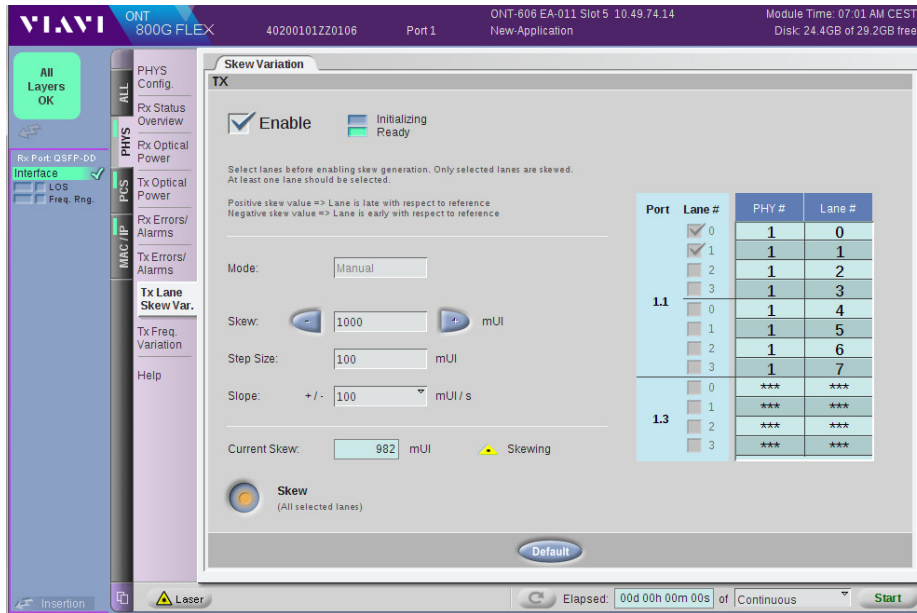 VIAVI
ONT
800G FLEX
40200101ZZ0106
Port 1
ONT-606 EA-011 Slot 5 10.49.74.14
New-Application
Module Time: 07:01 AM CEST
Disk: 24.4GB of 29.2GB free
All
Layers
OK
Rx Port: QSFP-DD
Interface
LOS
Freq. Rng.
Insertion
ALL
PHYS
PCS
MAC / IP
PHYS
Config.
Rx Status
Overview
Rx Optical
Power
Tx Optical
Power
Rx Errors/
Alarms
Tx Errors/
Alarms
Tx Lane
Skew Var.
Tx Freq.
Variation
Help
Skew Variation
TX
Enable
Initializing
Ready
Select lanes before enabling skew generation. Only selected lanes are skewed.
At least one lane should be selected.
Positive skew value => Lane is late with respect to reference
Negative skew value => Lane is early with respect to reference
Mode: Manual
Skew: - 1000 + mUI
Step Size: 100 mUI
Slope: +/- 100 mUI / s
Current Skew: 982 mUI Skewing
Skew
(All selected lanes)
Port Lane # PHY # Lane #
0 1 0
1 1 1
2 1 2
3 1 3
1.1
0 1 4
1 1 5
2 1 6
3 1 7
0 *** ***
1 *** ***
1.3
2 *** ***
3 *** ***
Default
Laser
Elapsed: 00d 00h 00m 00s of Continuous
Start